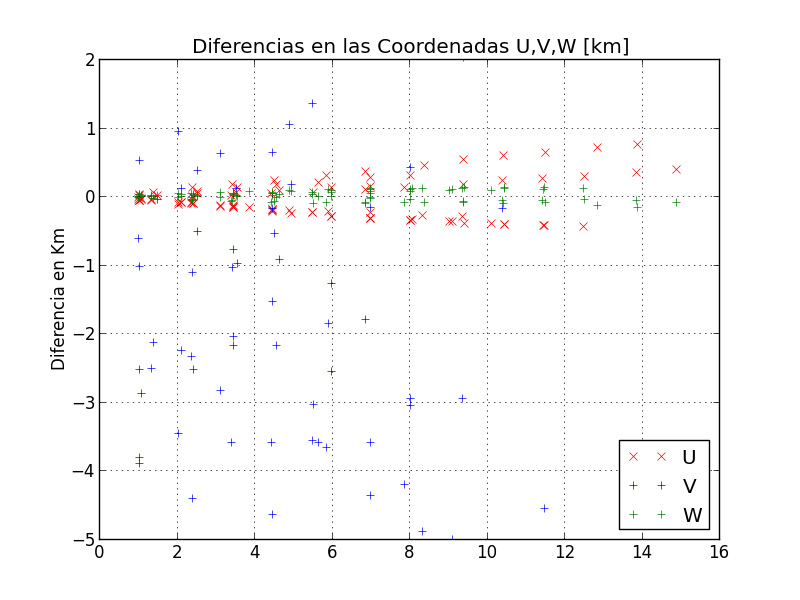 Diferencias en las Coordenadas U,V,W [km]
2
1
0
−1
−2
−3
−4
−5
Diferencia en Km
U
V
W
0 2 4 6 8 10 12 14 16